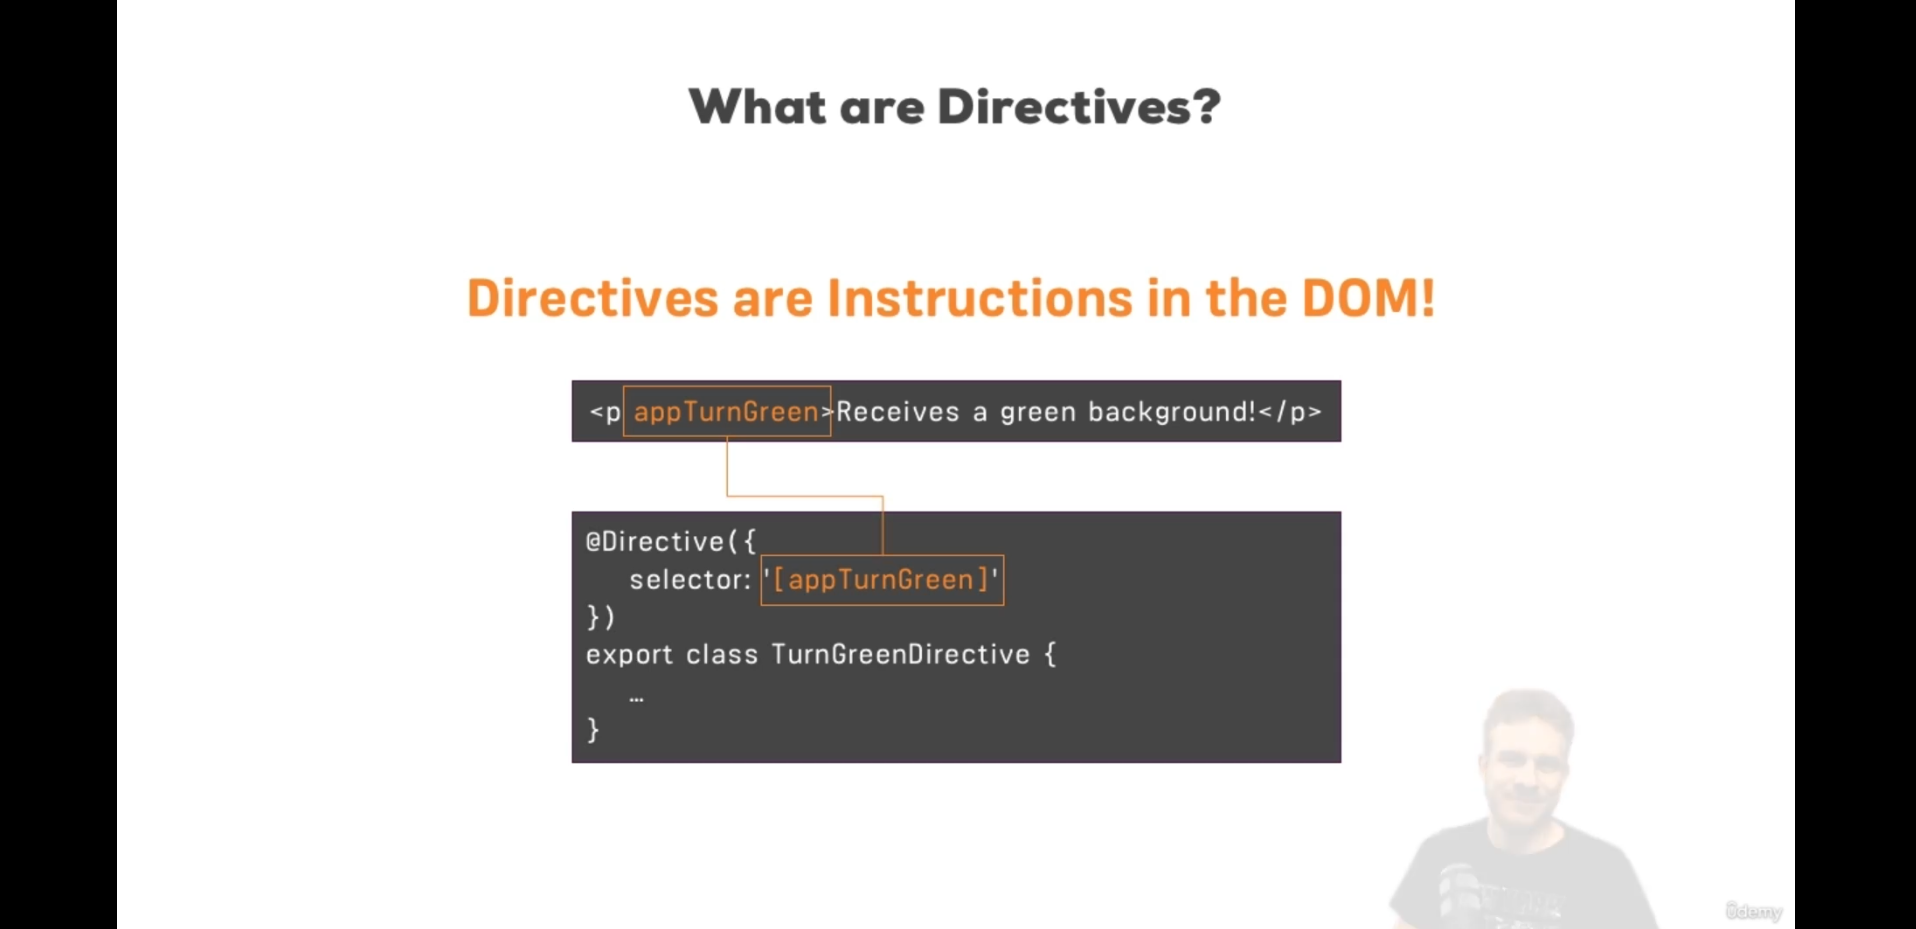 What are Directives?
Directives are Instructions in the DOM!
<p appTurnGreen>Receives a green background!</p>
@Directive({
selector: '[appTurnGreen]'
})
export class TurnGreenDirective {
…
}
ûdemy